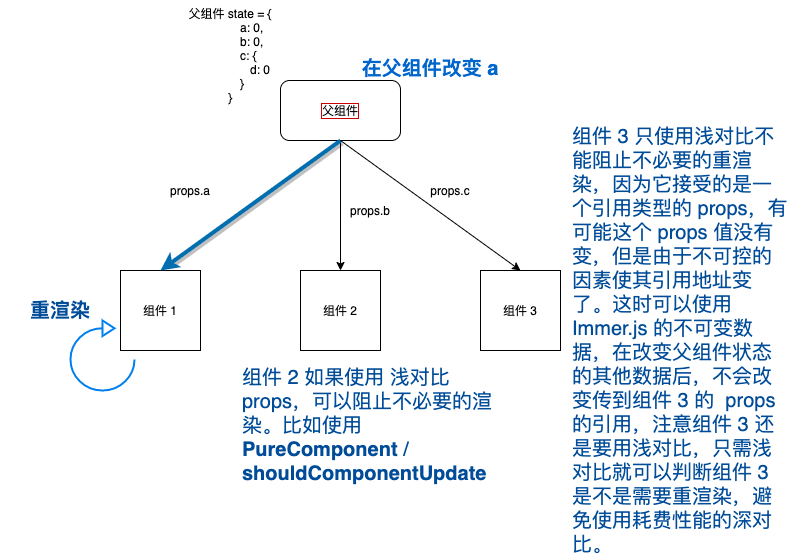 父组件 state = {
a: 0,
b: 0,
c: {
d: 0
}
}
在父组件改变 a
父组件
props.a
props.b
props.c
重渲染
组件 1
组件 2
组件 3
组件 2 如果使用 浅对比
props，可以阻止不必要的渲
染。比如使用
PureComponent /
shouldComponentUpdate
组件 3 只使用浅对比不
能阻止不必要的重渲
染，因为它接受的是一
个引用类型的 props，有
可能这个 props 值没有
变，但是由于不可控的
因素使其引用地址变
了。这时可以使用
Immer.js 的不可变数
据，在改变父组件状态
的其他数据后，不会改
变传到组件 3 的 props
的引用，注意组件 3 还
是要用浅对比，只需浅
对比就可以判断组件 3
是不是需要重渲染，避
免使用耗费性能的深对
比。